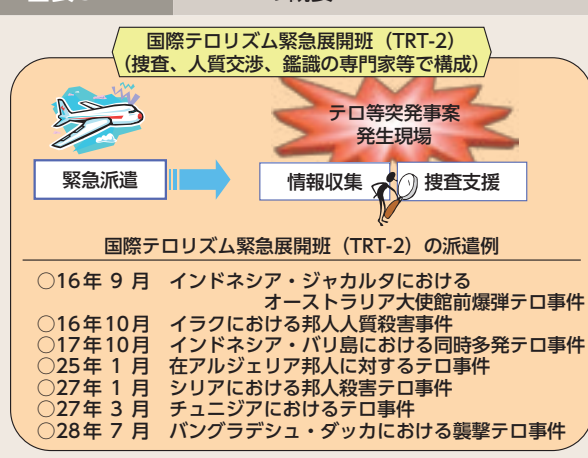 国際テロリズム緊急展開班（TRT-2）
（捜査、人質交渉、鑑識の専門家等で構成）
テロ等突発事案
発生現場
緊急派遣
情報収集
捜査支援
国際テロリズム緊急展開班（TRT-2）の派遣例
○16年 9 月 インドネシア・ジャカルタにおける
オーストラリア大使館前爆弾テロ事件
○16年10月 イラクにおける邦人人質殺害事件
○17年10月 インドネシア・バリ島における同時多発テロ事件
○25年 1 月 在アルジェリア邦人に対するテロ事件
○27年 1 月 シリアにおける邦人殺害テロ事件
○27年 3 月 チュニジアにおけるテロ事件
○28年 7 月 バングラデシュ・ダッカにおける襲撃テロ事件